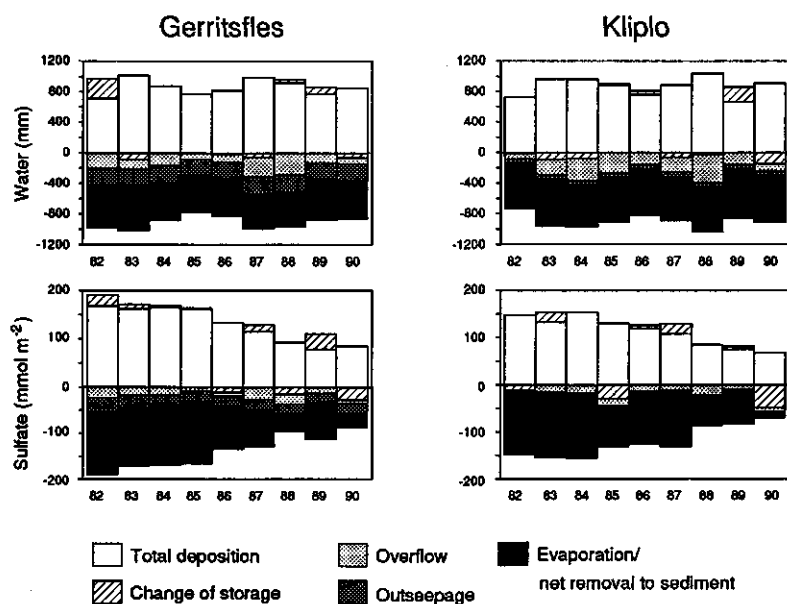 Gerritsfles
Kliplo
Water (mm)
1200
800
400
0
-400
-800
-1200
82 83 84 85 86 87 88 89 90
1200
800
400
0
-400
-800
-1200
82 83 84 85 86 87 88 89 90
Sulfate (mmol m⁻²)
200
100
0
-100
-200
82 83 84 85 86 87 88 89 90
200
100
0
-100
-200
82 83 84 85 86 87 88 89 90
Total deposition
Overflow
Evaporation/
net removal to sediment
Change of storage
Outseepage